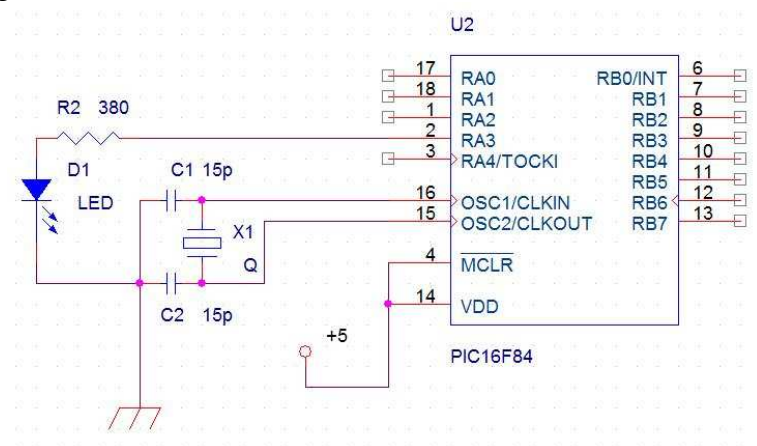 U2
17 RA0 RB0/INT 6
18 RA1 RB1 7
1 RA2 RB2 8
R2 380
2 RA3 RB3 9
3 RA4/TOCKI RB4 10
RB5 11
D1
LED
C1 15p
16 OSC1/CLKIN RB6 12
15 OSC2/CLKOUT RB7 13
X1
Q
4 MCLR
C2 15p
14 VDD
+5
PIC16F84